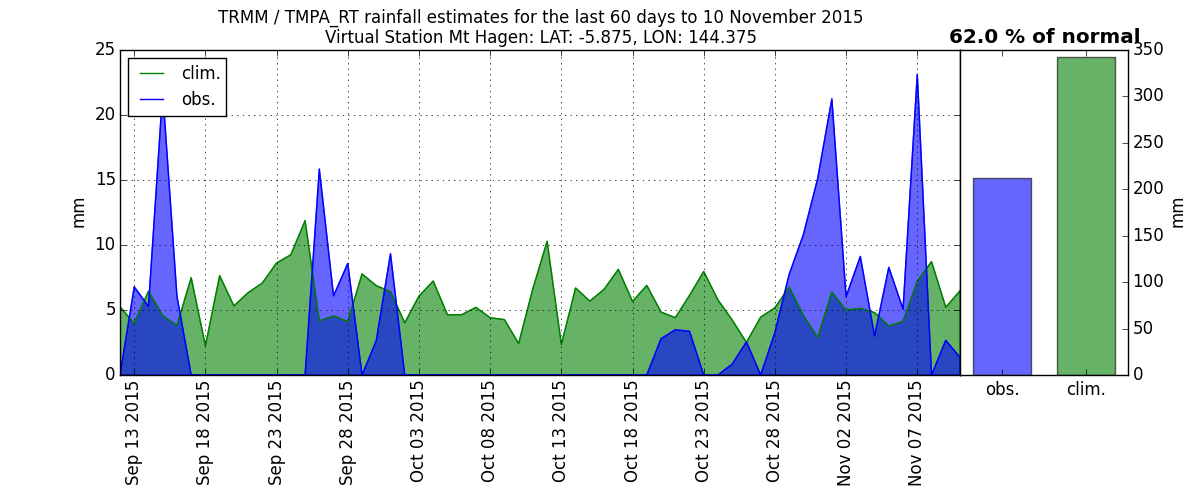 TRMM / TMPA_RT rainfall estimates for the last 60 days to 10 November 2015
Virtual Station Mt Hagen: LAT: -5.875, LON: 144.375
62.0 % of normal
clim.
obs.
mm
25
20
15
10
5
0
Sep 13 2015
Sep 18 2015
Sep 23 2015
Sep 28 2015
Oct 03 2015
Oct 08 2015
Oct 13 2015
Oct 18 2015
Oct 23 2015
Oct 28 2015
Nov 02 2015
Nov 07 2015
350
300
250
200
150
100
50
0
mm
obs.
clim.